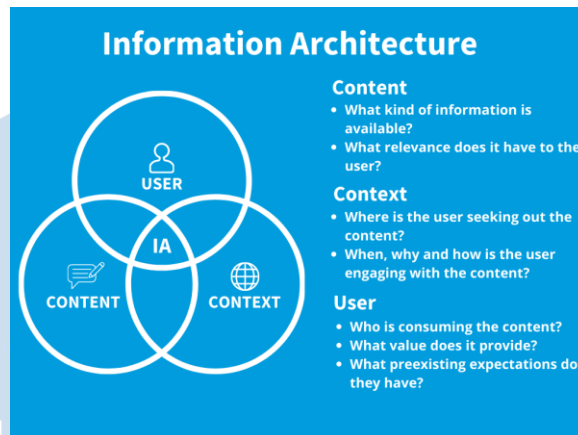 Information Architecture
USER
IA
CONTENT
CONTEXT
Content
• What kind of information is
available?
• What relevance does it have to the
user?
Context
• Where is the user seeking out the
content?
• When, why and how is the user
engaging with the content?
User
• Who is consuming the content?
• What value does it provide?
• What preexisting expectations do
they have?